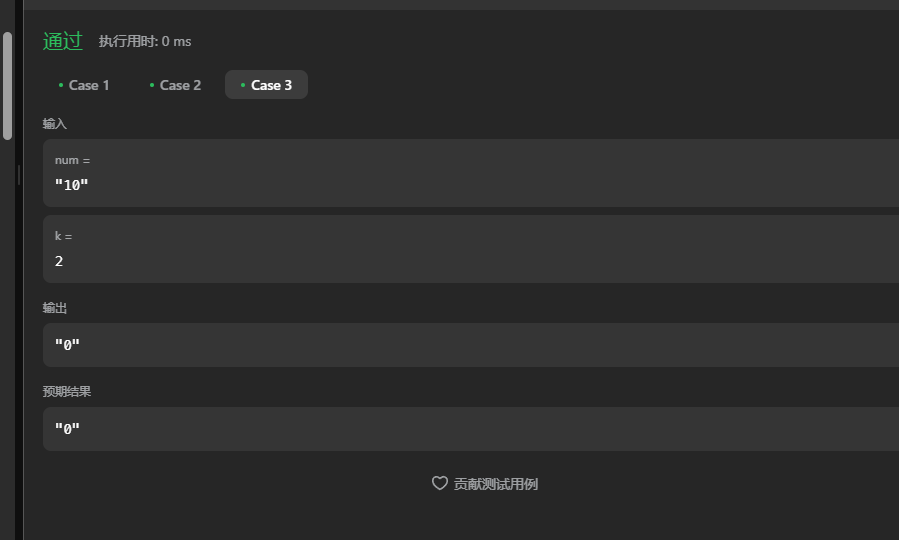 通过 执行用时: 0 ms
Case 1 Case 2 Case 3
输入
num =
"10"
k =
2
输出
"0"
预期结果
"0"
贡献测试用例